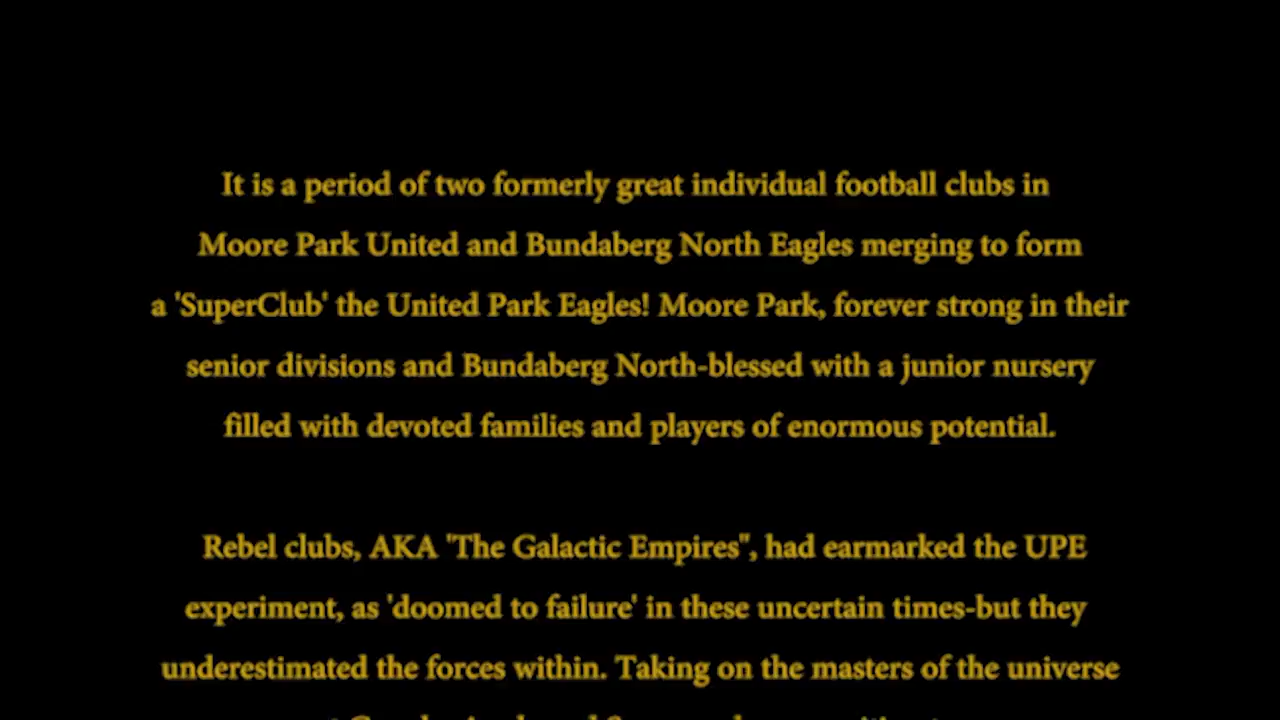 It is a period of two formerly great individual football clubs in
Moore Park United and Bundaberg North Eagles merging to form
a 'SuperClub' the United Park Eagles! Moore Park, forever strong in their
senior divisions and Bundaberg North-blessed with a junior nursery
filled with devoted families and players of enormous potential.
Rebel clubs, AKA 'The Galactic Empires", had earmarked the UPE
experiment, as 'doomed to failure' in these uncertain times-but they
underestimated the forces within. Taking on the masters of the universe